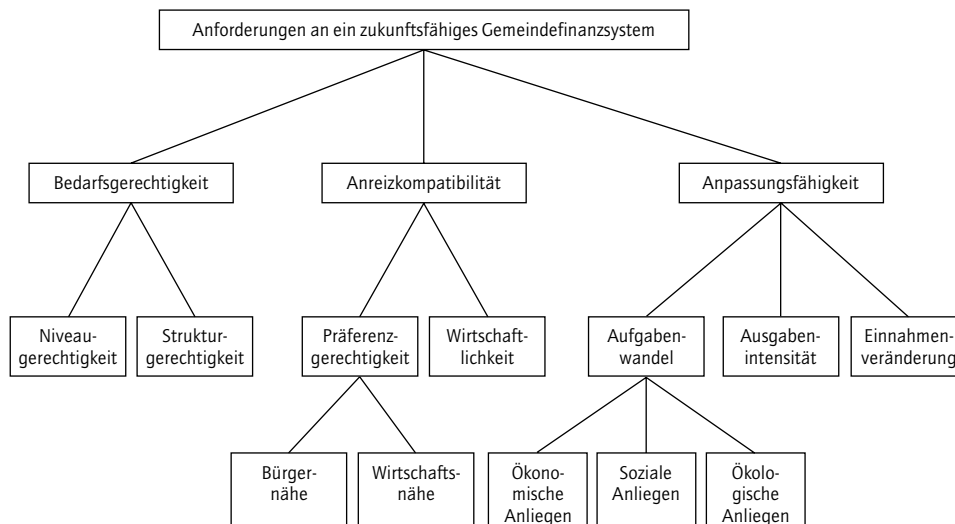 Anforderungen an ein zukunftsfähiges Gemeindefinanzsystem
Bedarfsgerechtigkeit
Anreizkompatibilität
Anpassungsfähigkeit
Niveau-
gerechtigkeit
Struktur-
gerechtigkeit
Präferenz-
gerechtigkeit
Wirtschaft-
lichkeit
Aufgaben-
wandel
Ausgaben-
intensität
Einnahmen-
veränderung
Bürger-
nähe
Wirtschafts-
nähe
Ökono-
mische
Anliegen
Soziale
Anliegen
Ökolo-
gische
Anliegen